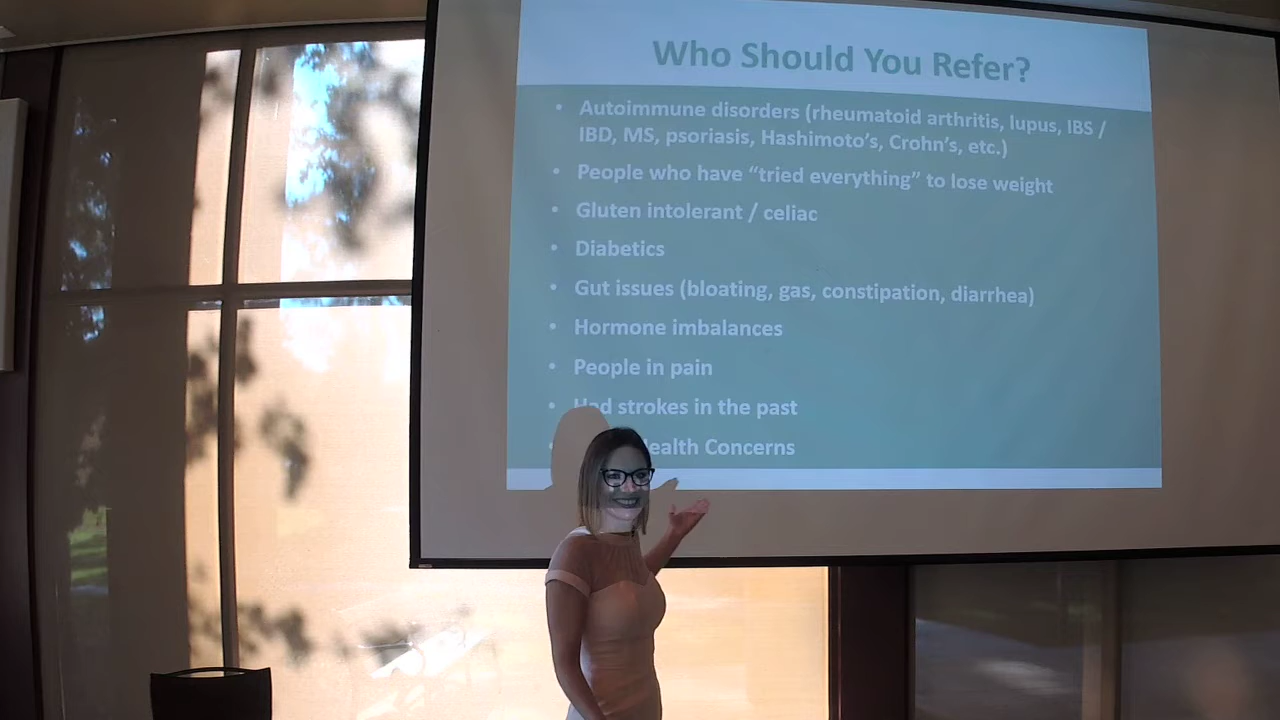 Who Should You Refer?
• Autoimmune disorders (rheumatoid arthritis, lupus, IBS /
IBD, MS, psoriasis, Hashimoto's, Crohn's, etc.)
• People who have “tried everything” to lose weight
• Gluten intolerant / celiac
• Diabetics
• Gut issues (bloating, gas, constipation, diarrhea)
• Hormone imbalances
• People in pain
• Had strokes in the past
Health Concerns